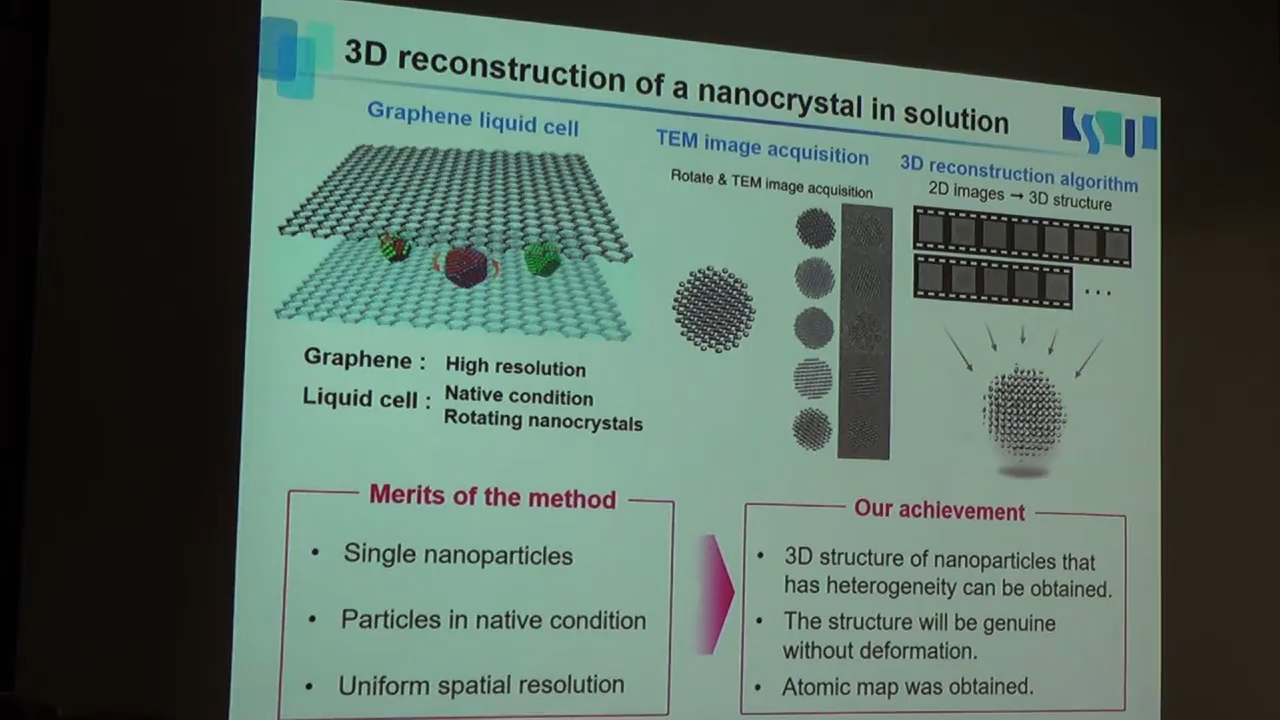 3D reconstruction of a nanocrystal in solution
Graphene liquid cell
TEM image acquisition
Rotate & TEM image acquisition
3D reconstruction algorithm
2D images → 3D structure
...
Graphene : High resolution
Liquid cell : Native condition
Rotating nanocrystals
Merits of the method
• Single nanoparticles
• Particles in native condition
• Uniform spatial resolution
Our achievement
• 3D structure of nanoparticles that
has heterogeneity can be obtained.
• The structure will be genuine
without deformation.
• Atomic map was obtained.